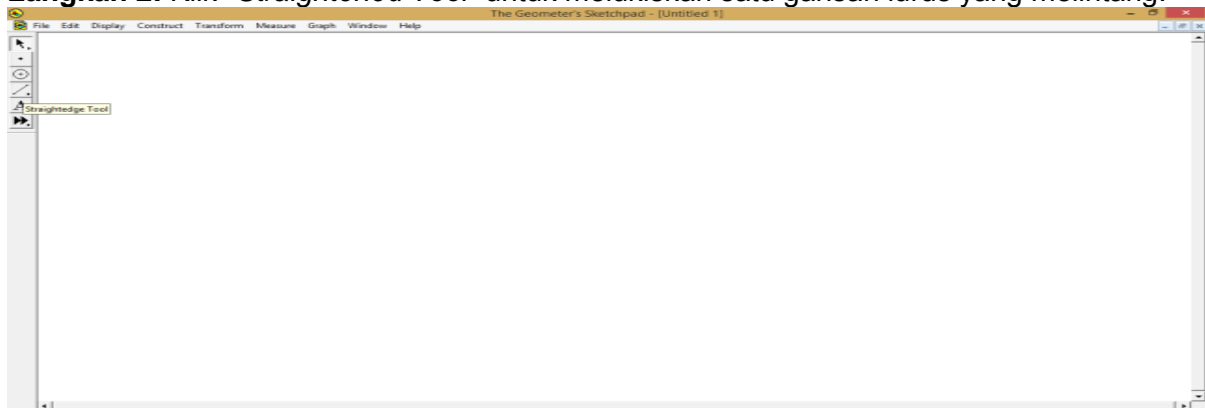 Langkah 2: Klik "Straightened Tool" untuk melukiskan satu garisan lurus yang melintang.
The Geometer's Sketchpad - [Untitled 1]
File Edit Display Construct Transform Measure Graph Window Help
A
Straightedge Tool